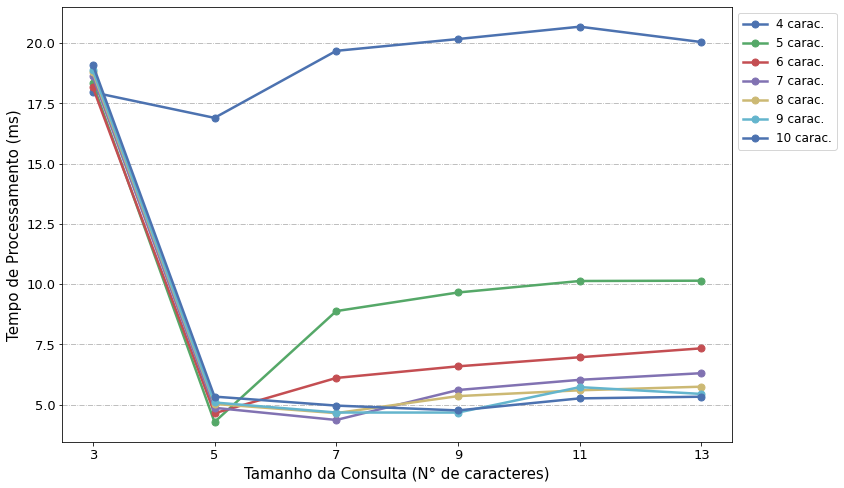 20.0
17.5
15.0
12.5
10.0
7.5
5.0
Tempo de Processamento (ms)
3 5 7 9 11 13
Tamanho da Consulta (N° de caracteres)
4 carac.
5 carac.
6 carac.
7 carac.
8 carac.
9 carac.
10 carac.